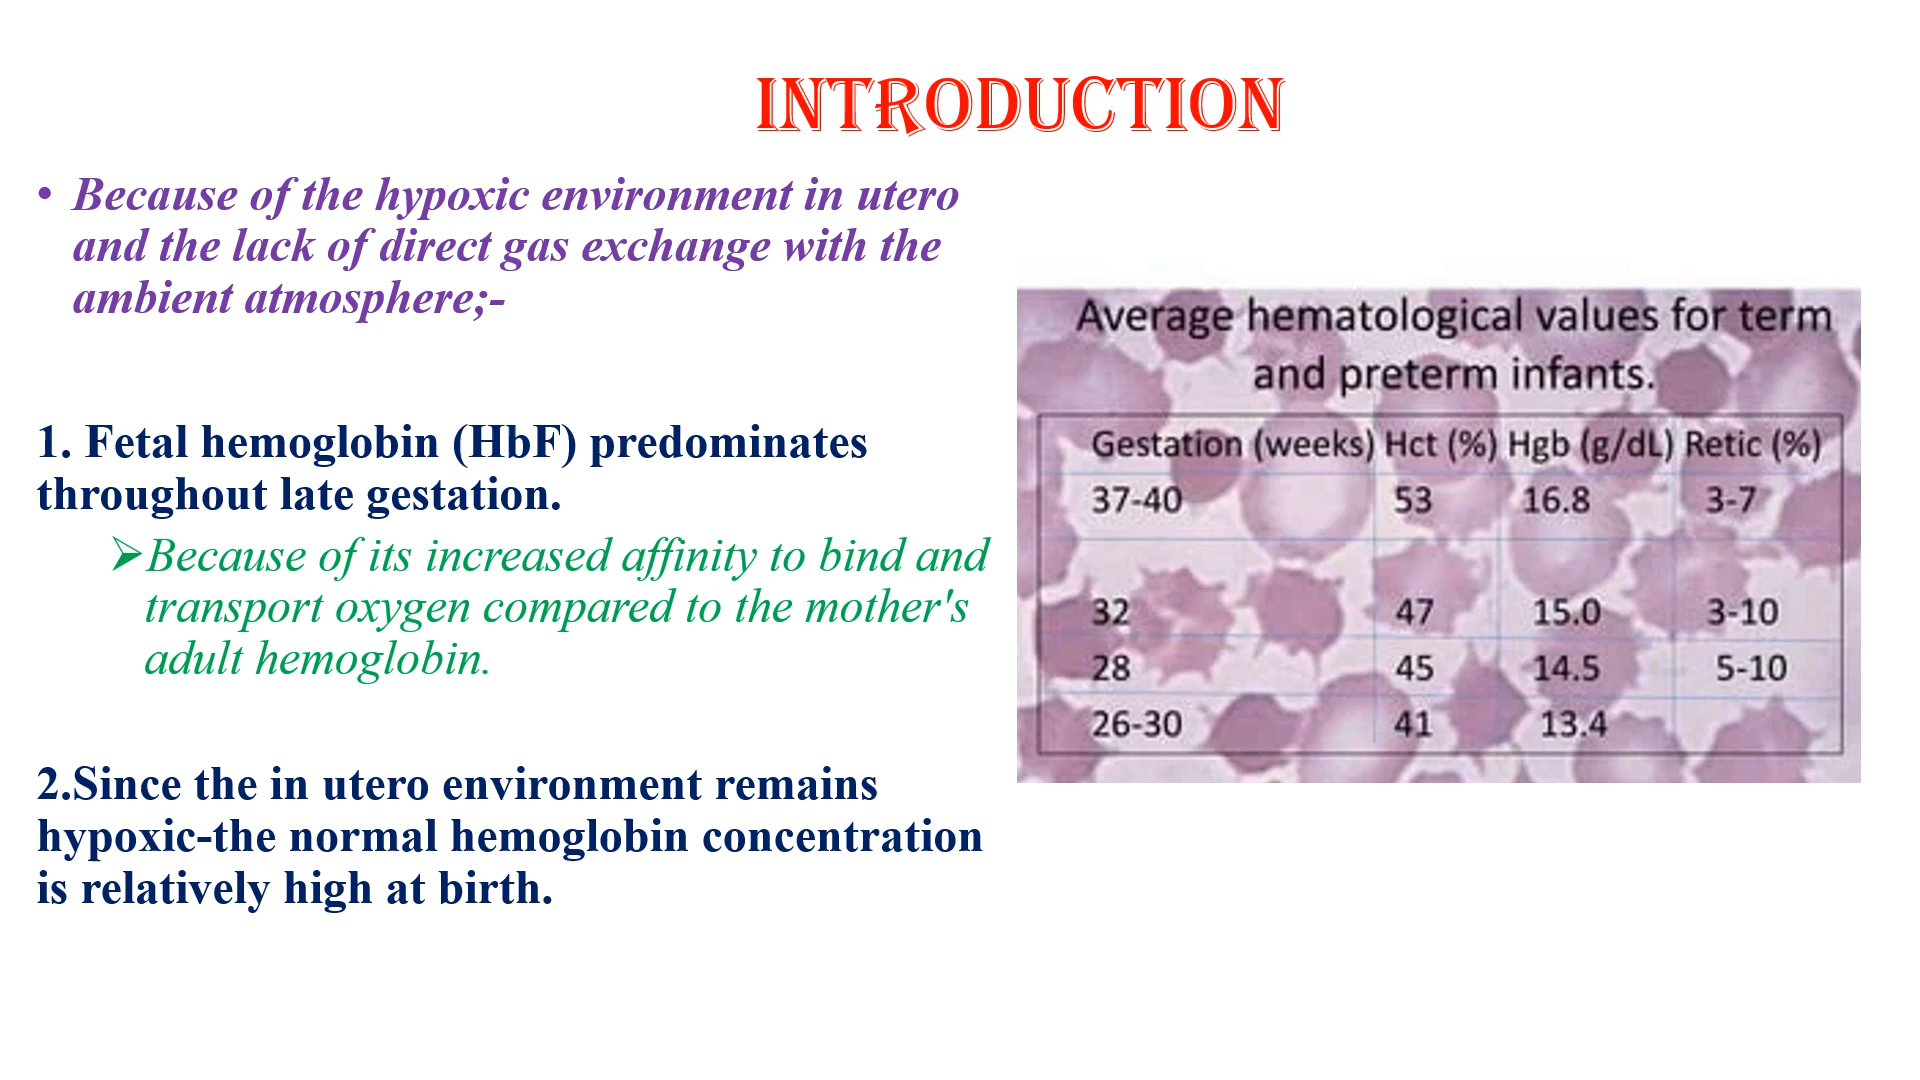 INTRODUCTION
• Because of the hypoxic environment in utero
and the lack of direct gas exchange with the
ambient atmosphere;-
1. Fetal hemoglobin (HbF) predominates
throughout late gestation.
➢Because of its increased affinity to bind and
transport oxygen compared to the mother's
adult hemoglobin.
2.Since the in utero environment remains
hypoxic-the normal hemoglobin concentration
is relatively high at birth.
Average hematological values for term
and preterm infants.
Gestation (weeks) Hct (%) Hgb (g/dL) Retic (%)
37-40 53 16.8 3-7
32 47 15.0 3-10
28 45 14.5 5-10
26-30 41 13.4